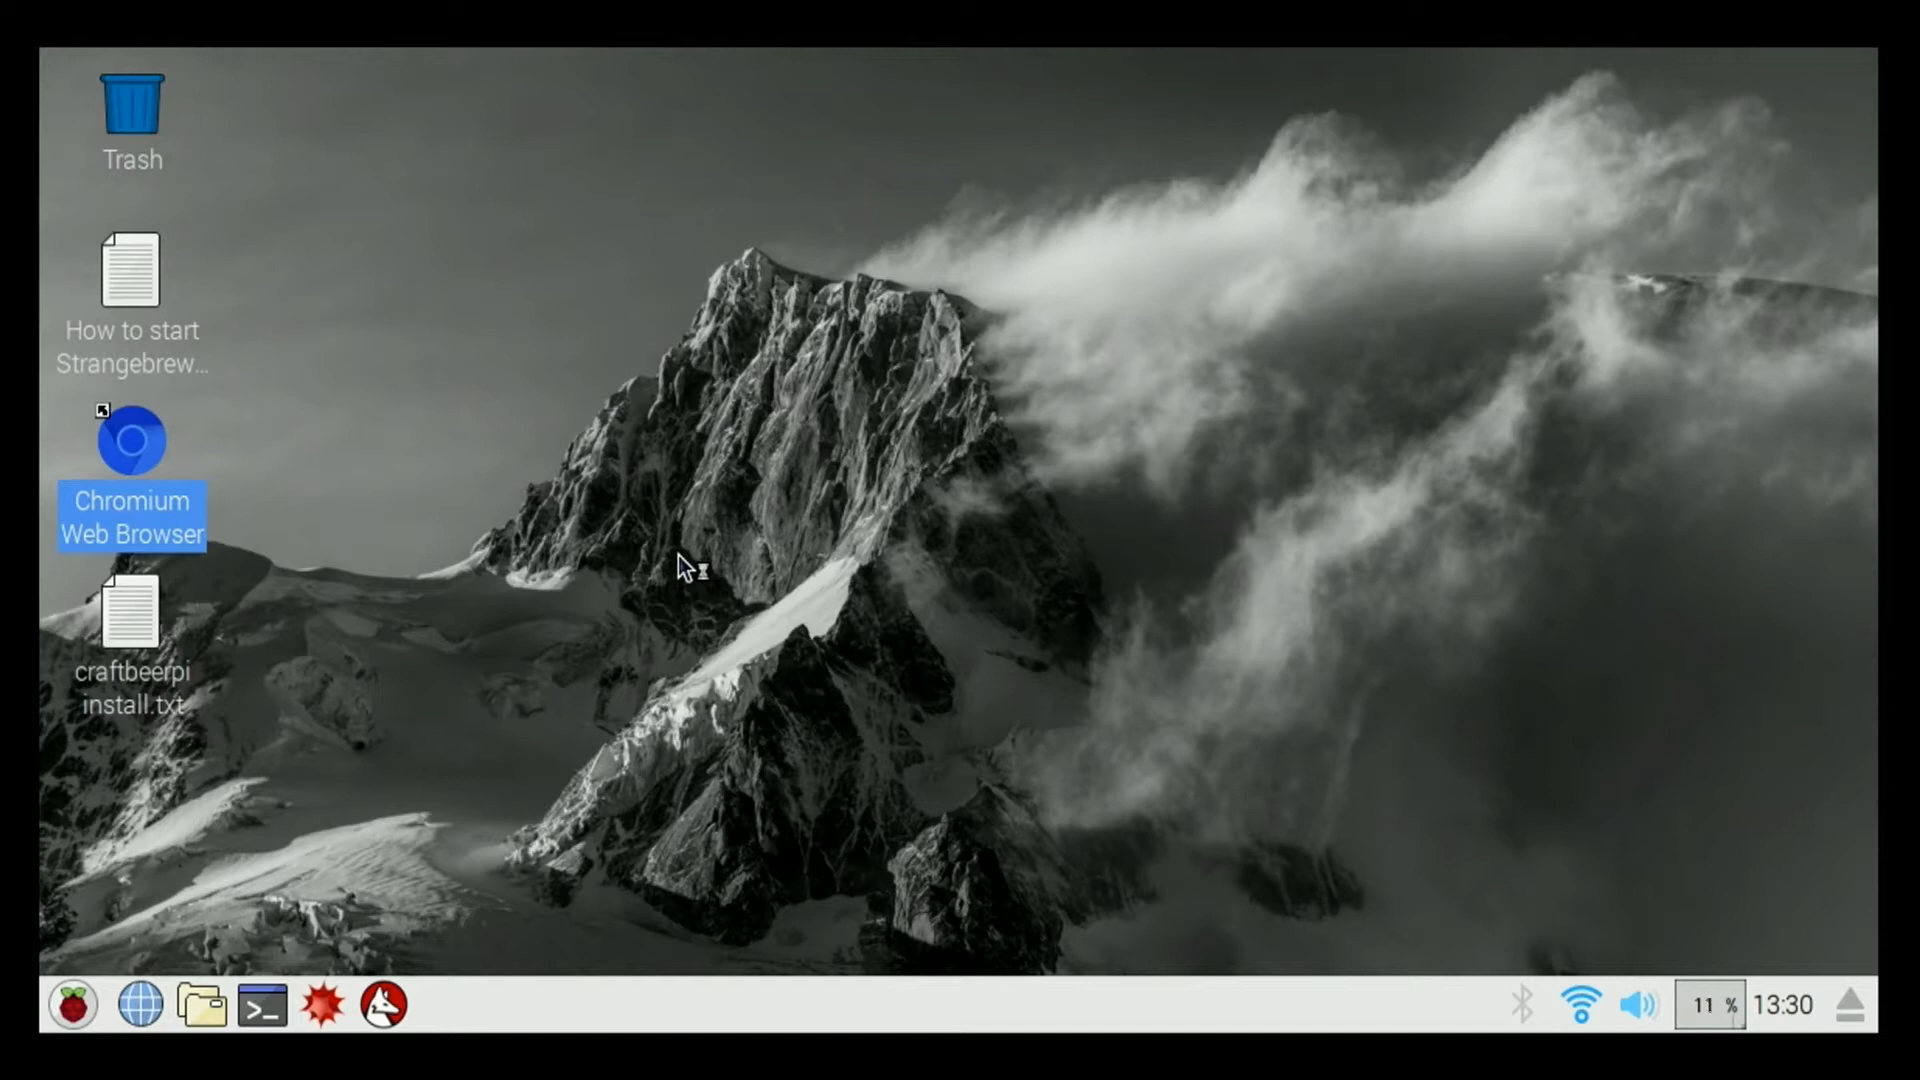 Trash
How to start
Strangebrew...
Chromium
Web Browser
craftbeerpi
install.txt
>_
11 %
13:30